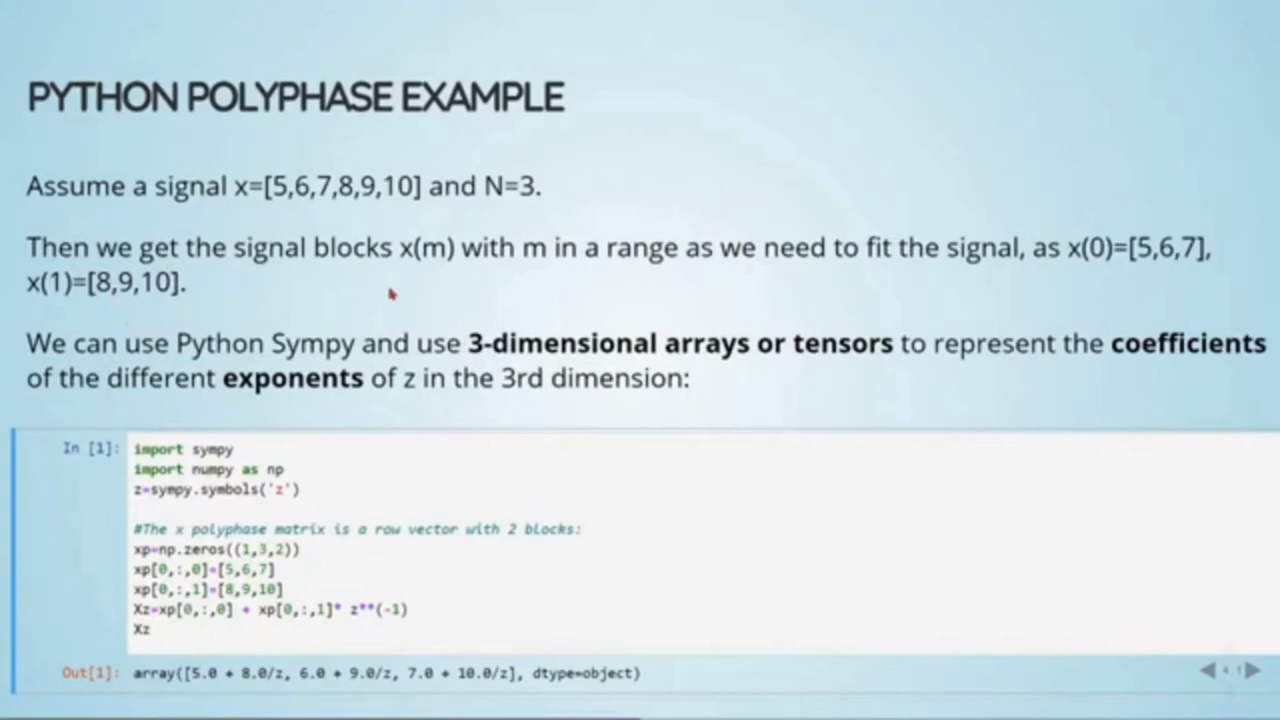 PYTHON POLYPHASE EXAMPLE
Assume a signal x=[5,6,7,8,9,10] and N=3.
Then we get the signal blocks x(m) with m in a range as we need to fit the signal, as x(0)=[5,6,7],
x(1)=[8,9,10].
We can use Python Sympy and use 3-dimensional arrays or tensors to represent the coefficients
of the different exponents of z in the 3rd dimension:
In [1]: import sympy
import numpy as np
z=sympy.symbols('z')
#The x polyphase matrix is a row vector with 2 blocks:
xp=np.zeros((1,3,2))
xp[0,:,0]=[5,6,7]
xp[0,:,1]=[8,9,10]
Xz=xp[0,:,0] + xp[0,:,1]* z**(-1)
Xz
Out[1]: array([5.0 + 8.0/z, 6.0 + 9.0/z, 7.0 + 10.0/z], dtype=object)
4.1